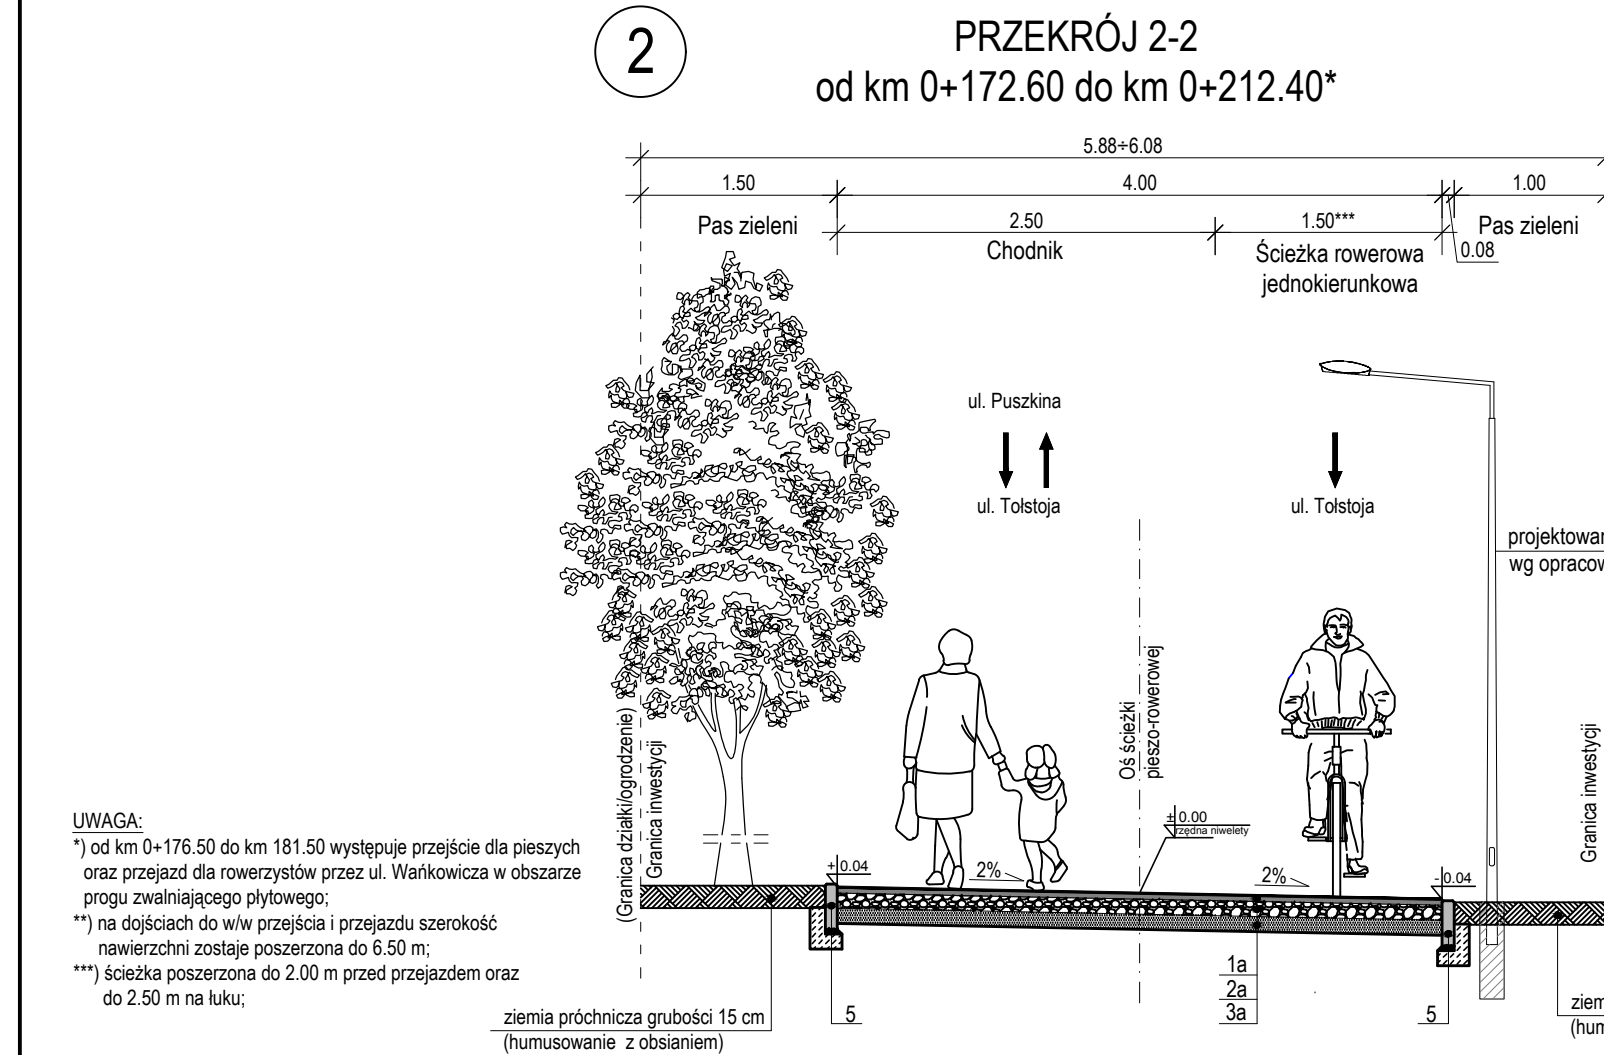 2
PRZEKRÓJ 2-2
od km 0+172.60 do km 0+212.40*
5.88÷6.08
1.50
4.00
1.00
Pas zieleni
2.50
1.50***
Pas zieleni
Chodnik
Ścieżka rowerowa
jednokierunkowa
0.08
ul. Puszkina
ul. Tołstoja
ul. Tołstoja
projektowan
wg opracow
(Granica działki/ogrodzenie)
Granica inwestycji
Oś ścieżki
pieszo-rowerowej
Granica inwestycji
±0.00
rzędna niwelety
+0.04
2%
2%
-0.04
UWAGA:
*) od km 0+176.50 do km 181.50 występuje przejście dla pieszych
oraz przejazd dla rowerzystów przez ul. Wańkowicza w obszarze
progu zwalniającego płytowego;
**) na dojściach do w/w przejścia i przejazdu szerokość
nawierzchni zostaje poszerzona do 6.50 m;
***) ścieżka poszerzona do 2.00 m przed przejazdem oraz
do 2.50 m na łuku;
ziemia próchnicza grubości 15 cm
(humusowanie z obsianiem)
5
1a
2a
3a
5
ziem
(hum